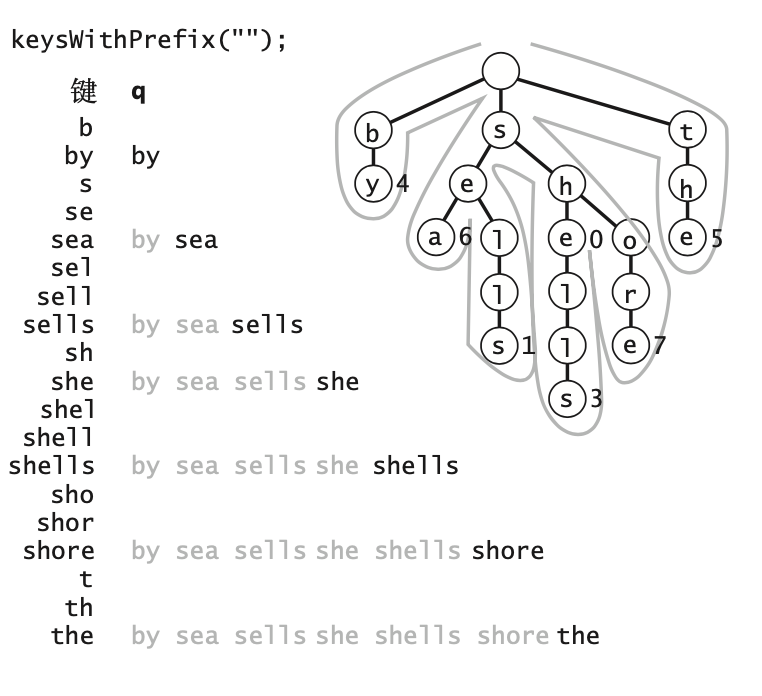 keysWithPrefix("");
键 q
b
by by
s
se
sea by sea
sel
sell
sells by sea sells
sh
she by sea sells she
shel
shell
shells by sea sells she shells
sho
shor
shore by sea sells she shells shore
t
th
the by sea sells she shells shore the
b s t
y 4 e h h
a 6 l e 0 o e 5
l l r
s 1 l e 7
s 3